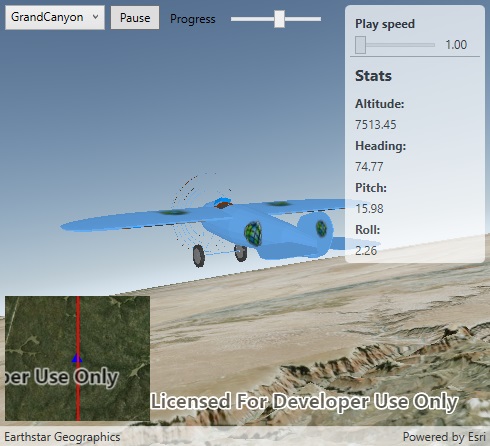 GrandCanyon
Pause
Progress
Play speed
1.00
Stats
Altitude:
7513.45
Heading:
74.77
Pitch:
15.98
Roll:
2.26
per Use Only
Licensed For Developer Use Only
Earthstar Geographics
Powered by Esri